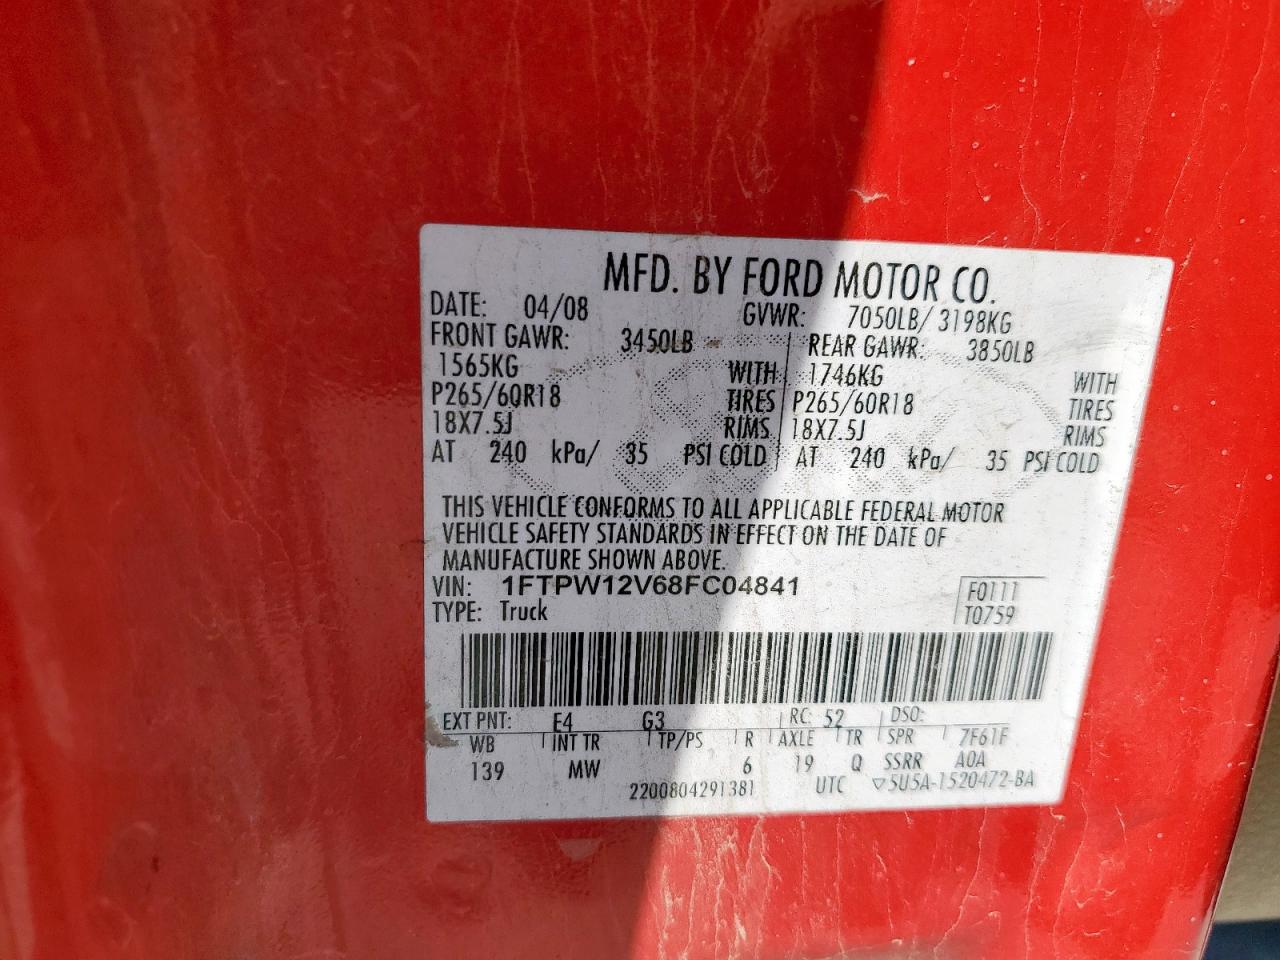 MFD. BY FORD MOTOR CO.
DATE: 04/08 GVWR: 7050LB/ 3198KG
FRONT GAWR: 3450LB REAR GAWR: 3850LB
1565KG WITH 1746KG WITH
P265/60R18 TIRES P265/60R18 TIRES
18X7.5J RIMS 18X7.5J RIMS
AT 240 kPa/ 35 PSI COLD AT 240 kPa/ 35 PSI COLD
THIS VEHICLE CONFORMS TO ALL APPLICABLE FEDERAL MOTOR
VEHICLE SAFETY STANDARDS IN EFFECT ON THE DATE OF
MANUFACTURE SHOWN ABOVE.
VIN: 1FTPW12V68FC04841 F0111
TYPE: Truck T0759
EXT PNT: E4 G3 RC: 52 DSO:
WB INT TR TP/PS R AXLE TR SPR 7F61F
139 MW 6 19 Q SSRR A0A
2200804291381 UTC ▽5U5A-1520472-BA